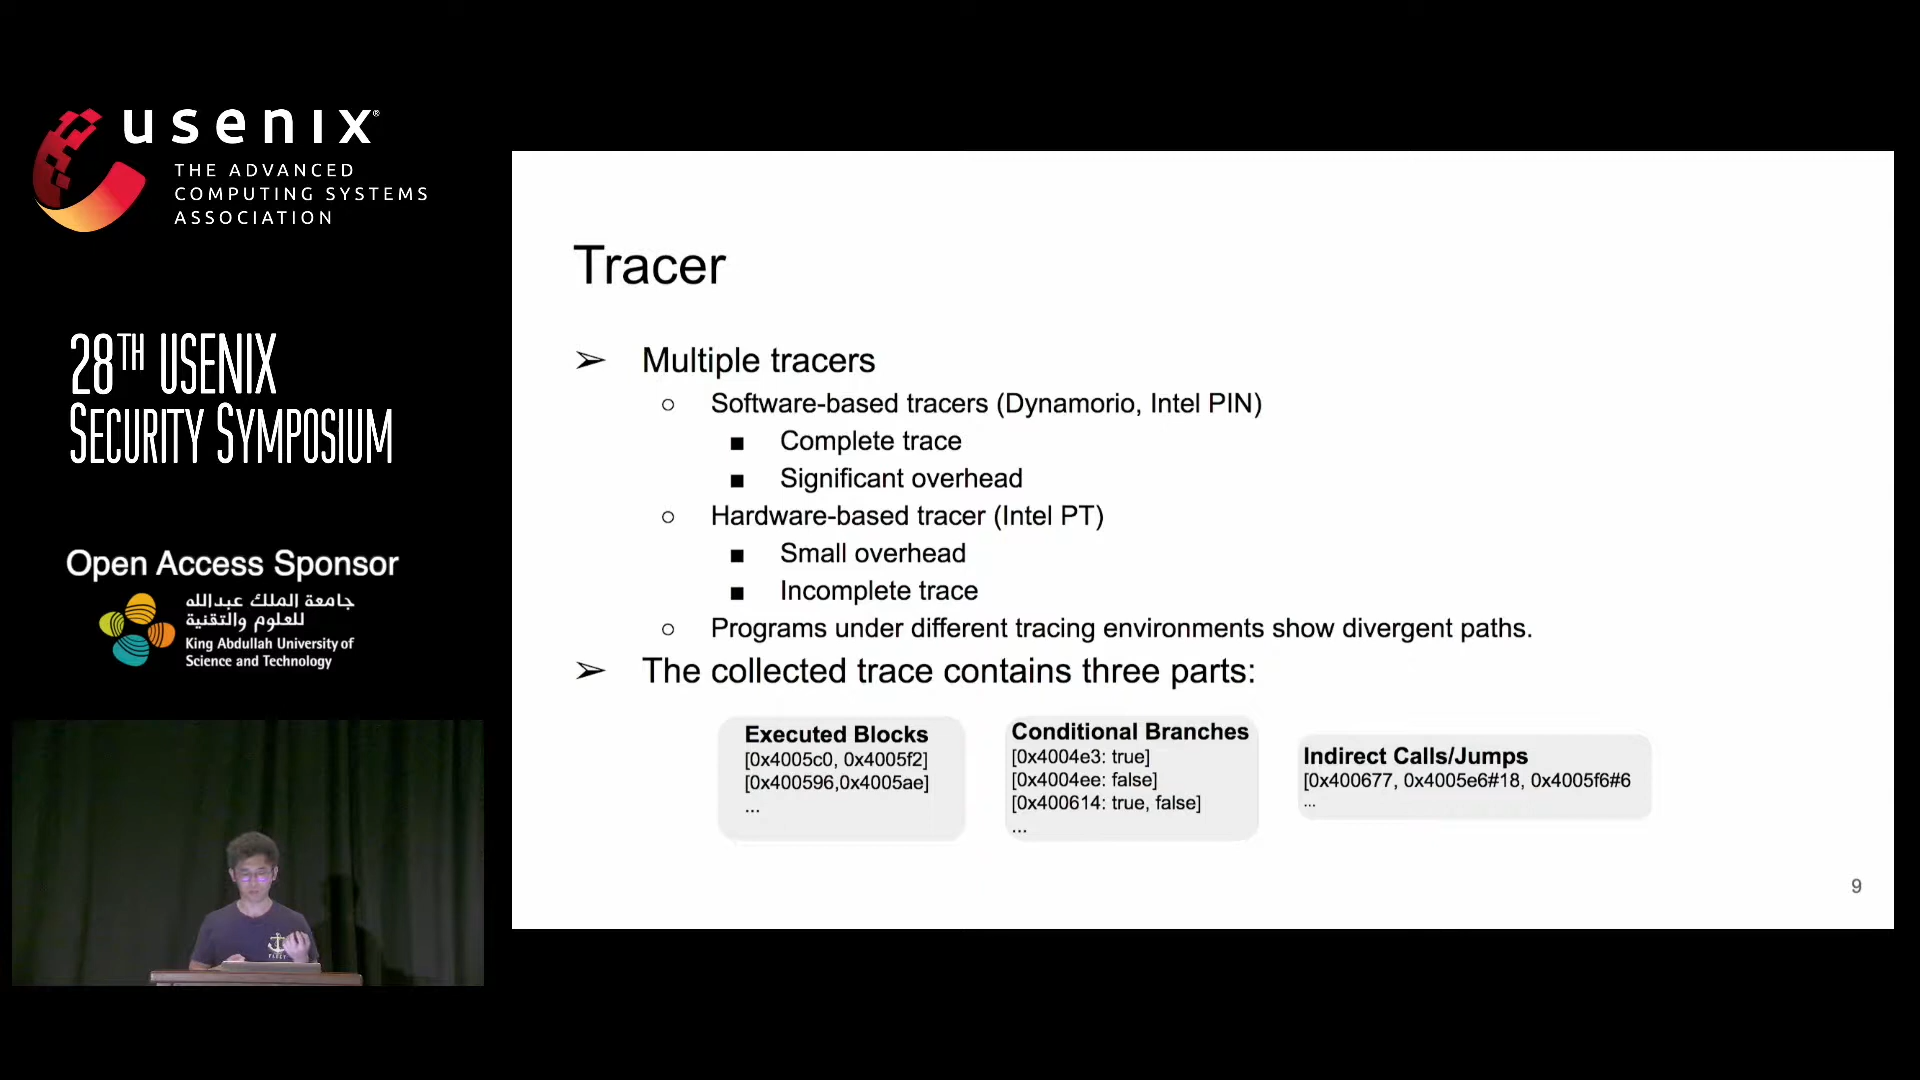 usenix®
THE ADVANCED
COMPUTING SYSTEMS
ASSOCIATION
28TH USENIX
SECURITY SYMPOSIUM
Open Access Sponsor
جامعة الملك عبدالله
للعلوم والتقنية
King Abdullah University of
Science and Technology
Tracer
➢ Multiple tracers
○ Software-based tracers (Dynamorio, Intel PIN)
■ Complete trace
■ Significant overhead
○ Hardware-based tracer (Intel PT)
■ Small overhead
■ Incomplete trace
○ Programs under different tracing environments show divergent paths.
➢ The collected trace contains three parts:
Executed Blocks
[0x4005c0, 0x4005f2]
[0x400596,0x4005ae]
...
Conditional Branches
[0x4004e3: true]
[0x4004ee: false]
[0x400614: true, false]
...
Indirect Calls/Jumps
[0x400677, 0x4005e6#18, 0x4005f6#6
...
9